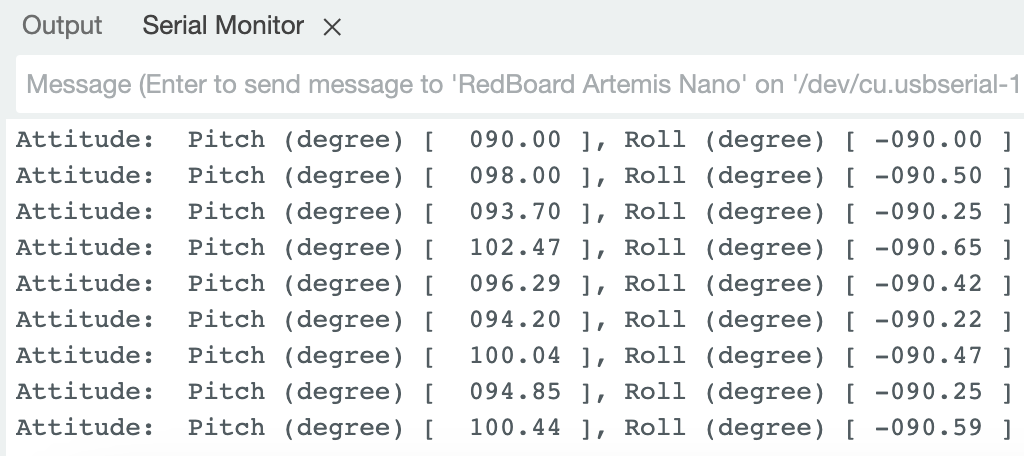 Output Serial Monitor ×
Message (Enter to send message to 'RedBoard Artemis Nano' on '/dev/cu.usbserial-1
Attitude:  Pitch (degree) [  090.00 ], Roll (degree) [ -090.00 ]
Attitude:  Pitch (degree) [  098.00 ], Roll (degree) [ -090.50 ]
Attitude:  Pitch (degree) [  093.70 ], Roll (degree) [ -090.25 ]
Attitude:  Pitch (degree) [  102.47 ], Roll (degree) [ -090.65 ]
Attitude:  Pitch (degree) [  096.29 ], Roll (degree) [ -090.42 ]
Attitude:  Pitch (degree) [  094.20 ], Roll (degree) [ -090.22 ]
Attitude:  Pitch (degree) [  100.04 ], Roll (degree) [ -090.47 ]
Attitude:  Pitch (degree) [  094.85 ], Roll (degree) [ -090.25 ]
Attitude:  Pitch (degree) [  100.44 ], Roll (degree) [ -090.59 ]